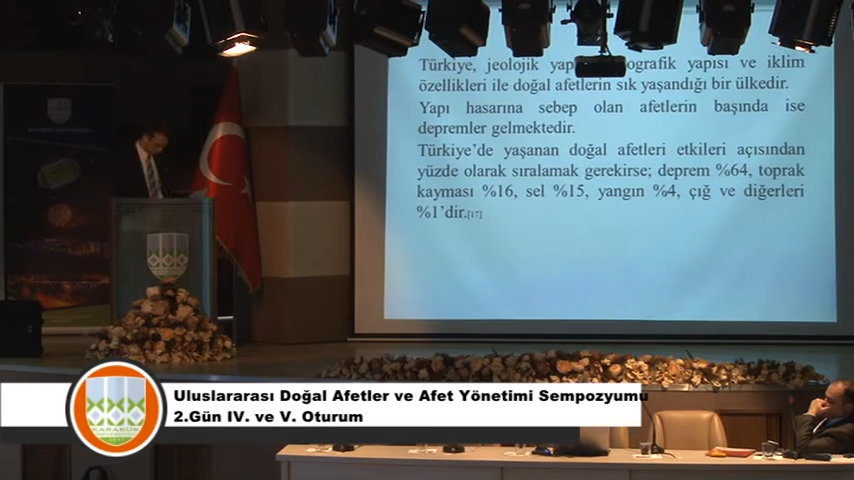 Türkiye, jeolojik yapısı, topografik yapısı ve iklim
özellikleri ile doğal afetlerin sık yaşandığı bir ülkedir.
Yapı hasarına sebep olan afetlerin başında ise
depremler gelmektedir.
Türkiye'de yaşanan doğal afetleri etkileri açısından
yüzde olarak sıralamak gerekirse; deprem %64, toprak
kayması %16, sel %15, yangın %4, çığ ve diğerleri
%1'dir.[17]
Uluslararası Doğal Afetler ve Afet Yönetimi Sempozyumu
2.Gün IV. ve V. Oturum
KARABÜK